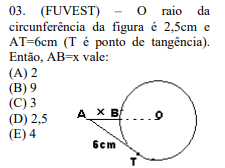 03. (FUVEST) – O raio da
circunferência da figura é 2,5cm e
AT=6cm (T é ponto de tangência).
Então, AB=x vale:
(A) 2
(B) 9
(C) 3
(D) 2,5
(E) 4
A x B O
6cm
T